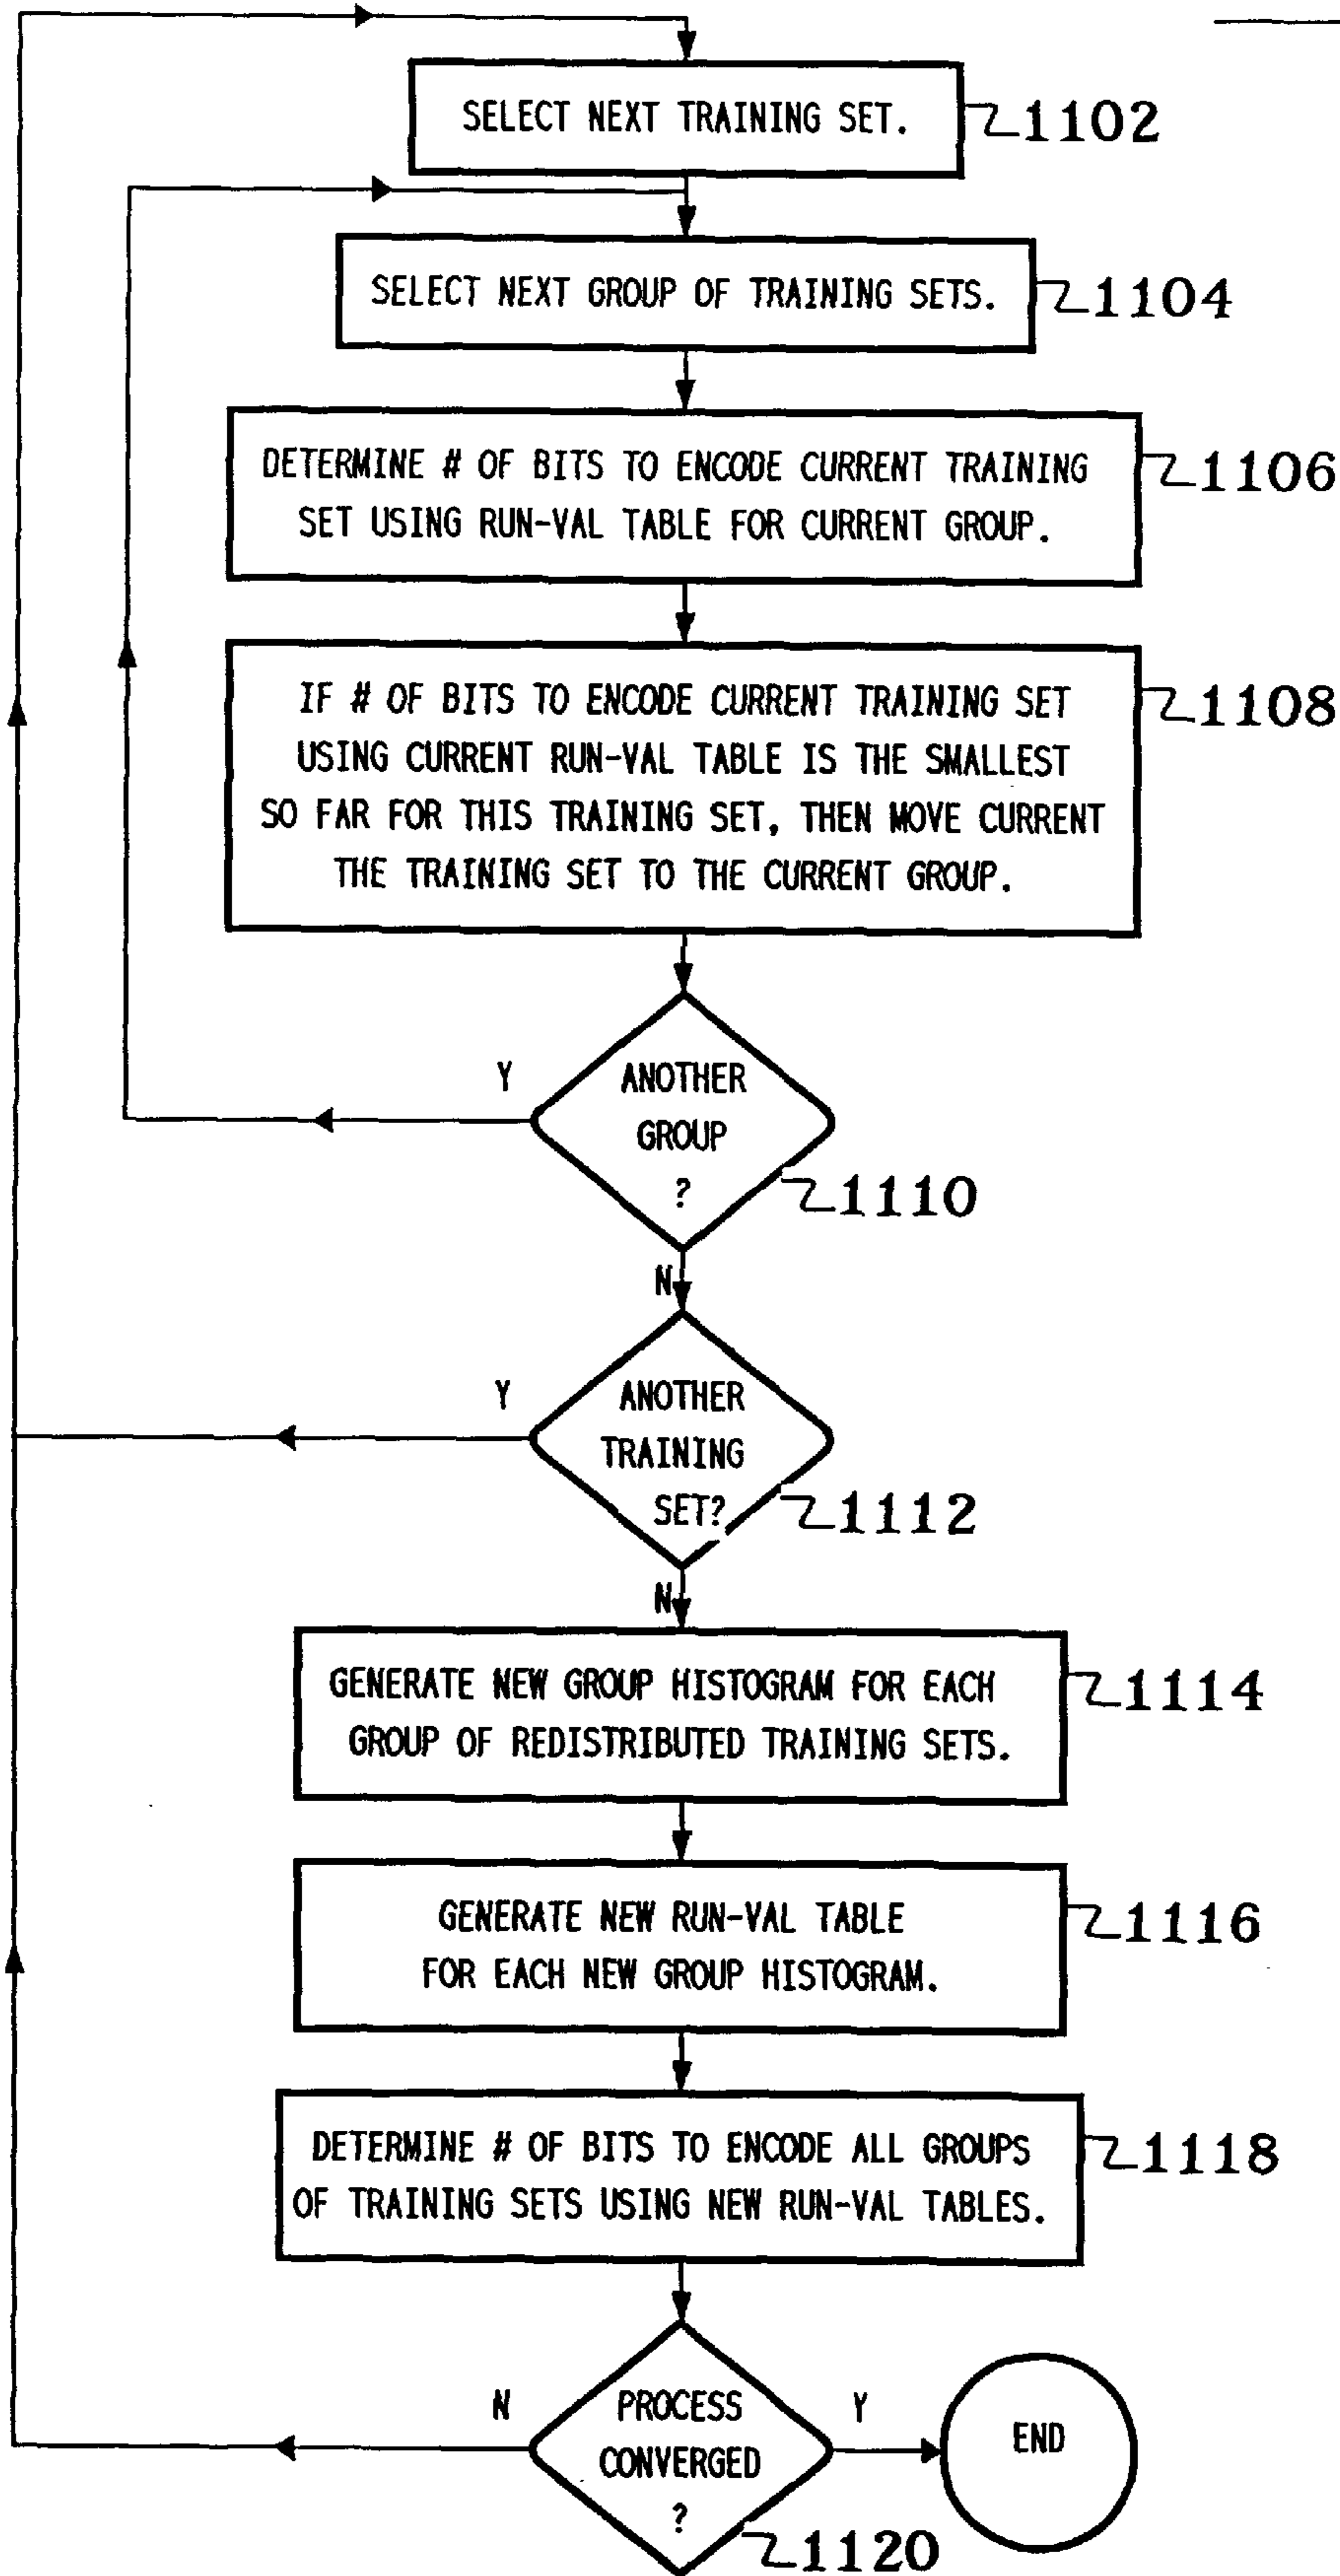 SELECT NEXT TRAINING SET.
1102
SELECT NEXT GROUP OF TRAINING SETS.
1104
DETERMINE # OF BITS TO ENCODE CURRENT TRAINING
SET USING RUN-VAL TABLE FOR CURRENT GROUP.
1106
IF # OF BITS TO ENCODE CURRENT TRAINING SET
USING CURRENT RUN-VAL TABLE IS THE SMALLEST
SO FAR FOR THIS TRAINING SET, THEN MOVE CURRENT
THE TRAINING SET TO THE CURRENT GROUP.
1108
Y
ANOTHER
GROUP
?
1110
N
Y
ANOTHER
TRAINING
SET?
1112
N
GENERATE NEW GROUP HISTOGRAM FOR EACH
GROUP OF REDISTRIBUTED TRAINING SETS.
1114
GENERATE NEW RUN-VAL TABLE
FOR EACH NEW GROUP HISTOGRAM.
1116
DETERMINE # OF BITS TO ENCODE ALL GROUPS
OF TRAINING SETS USING NEW RUN-VAL TABLES.
1118
N
PROCESS
CONVERGED
?
Y
END
1120